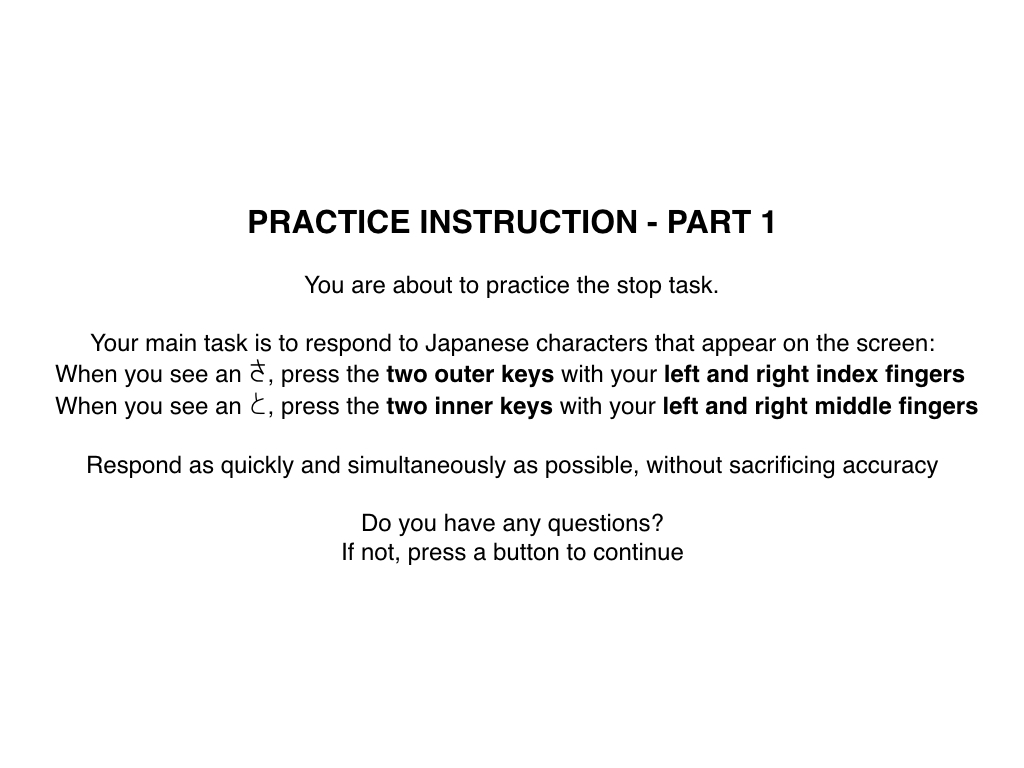 PRACTICE INSTRUCTION - PART 1
You are about to practice the stop task.
Your main task is to respond to Japanese characters that appear on the screen:
When you see an さ, press the two outer keys with your left and right index fingers
When you see an と, press the two inner keys with your left and right middle fingers
Respond as quickly and simultaneously as possible, without sacrificing accuracy
Do you have any questions?
If not, press a button to continue